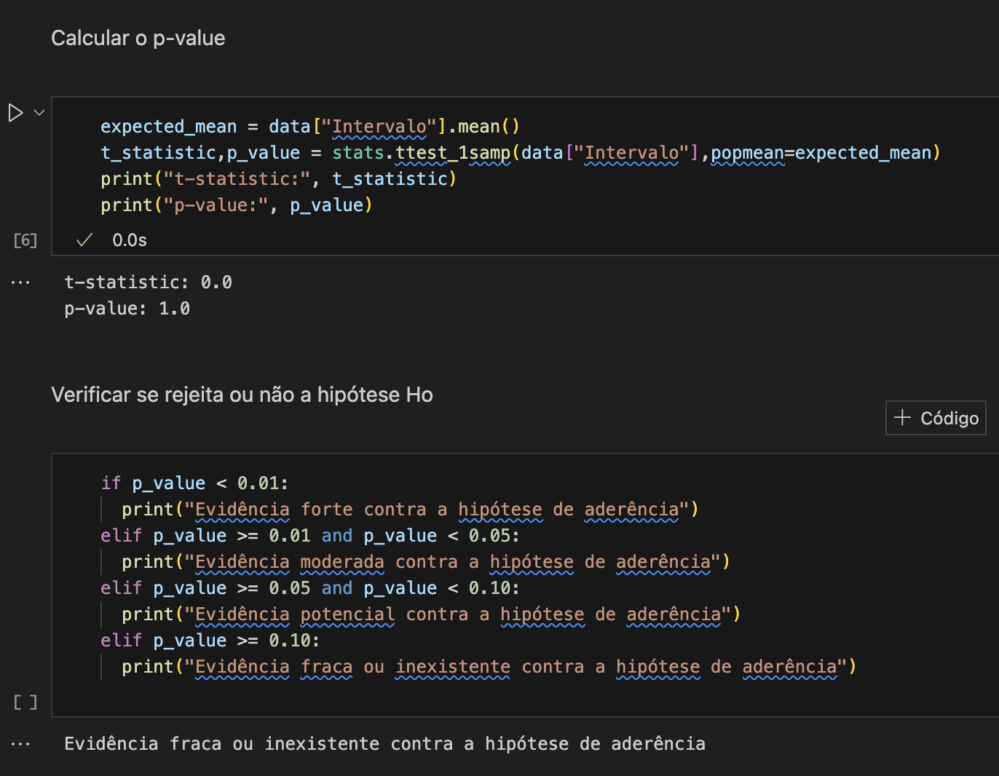 Calcular o p-value
expected_mean = data["Intervalo"].mean()
t_statistic,p_value = stats.ttest_1samp(data["Intervalo"],popmean=expected_mean)
print("t-statistic:", t_statistic)
print("p-value:", p_value)
[6]
0.0s
t-statistic: 0.0
p-value: 1.0
Verificar se rejeita ou não a hipótese Ho
Código
if p_value < 0.01:
print("Evidência forte contra a hipótese de aderência")
elif p_value >= 0.01 and p_value < 0.05:
print("Evidência moderada contra a hipótese de aderência")
elif p_value >= 0.05 and p_value < 0.10:
print("Evidência potencial contra a hipótese de aderência")
elif p_value >= 0.10:
print("Evidência fraca ou inexistente contra a hipótese de aderência")
[ ]
Evidência fraca ou inexistente contra a hipótese de aderência